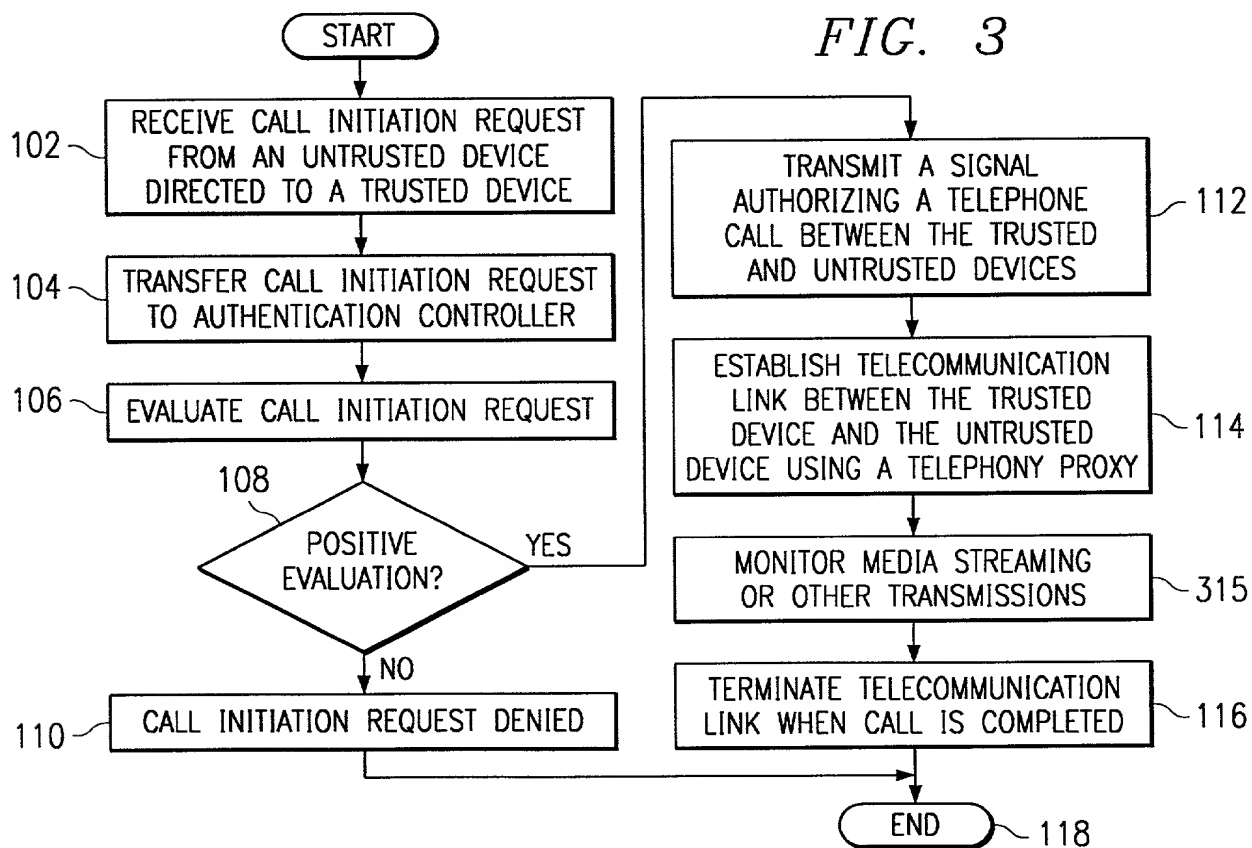 START
FIG. 3
102
RECEIVE CALL INITIATION REQUEST
FROM AN UNTRUSTED DEVICE
DIRECTED TO A TRUSTED DEVICE
104
TRANSFER CALL INITIATION REQUEST
TO AUTHENTICATION CONTROLLER
106
EVALUATE CALL INITIATION REQUEST
108
POSITIVE
EVALUATION?
YES
NO
110
CALL INITIATION REQUEST DENIED
TRANSMIT A SIGNAL
AUTHORIZING A TELEPHONE
CALL BETWEEN THE TRUSTED
AND UNTRUSTED DEVICES
112
ESTABLISH TELECOMMUNICATION
LINK BETWEEN THE TRUSTED
DEVICE AND THE UNTRUSTED
DEVICE USING A TELEPHONY PROXY
114
MONITOR MEDIA STREAMING
OR OTHER TRANSMISSIONS
315
TERMINATE TELECOMMUNICATION
LINK WHEN CALL IS COMPLETED
116
END
118